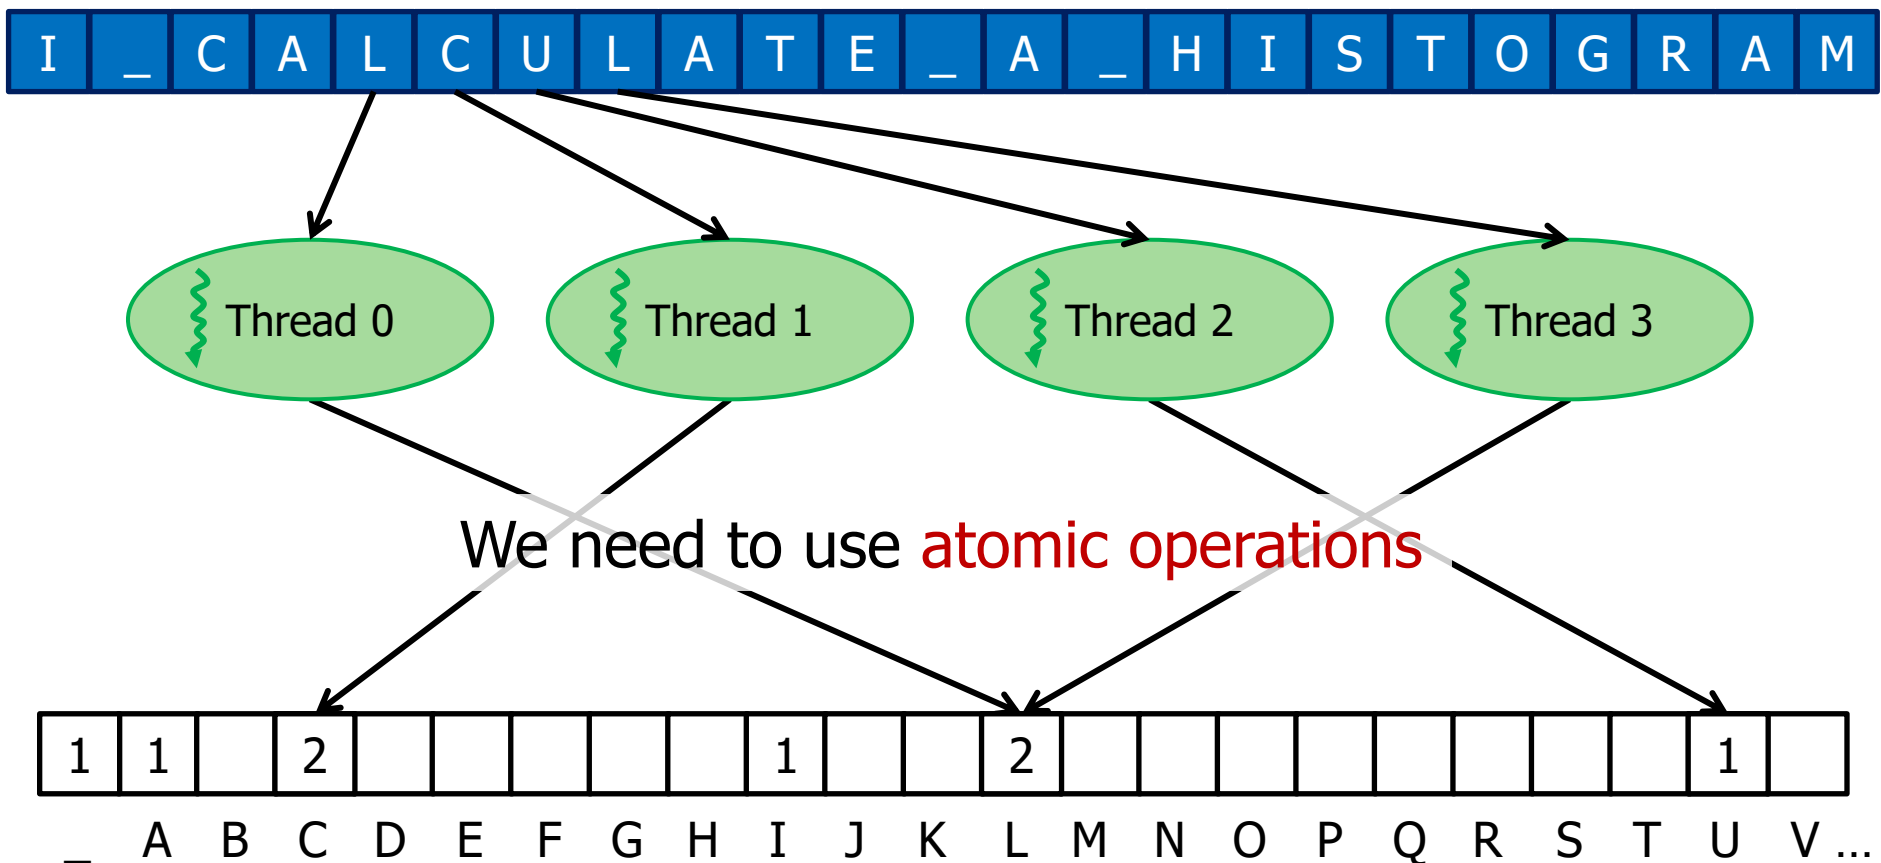 I _ C A L C U L A T E _ A _ H I S T O G R A M
Thread 0 Thread 1 Thread 2 Thread 3
We need to use atomic operations
1 1 2 1 2 1
_ A B C D E F G H I J K L M N O P Q R S T U V ...